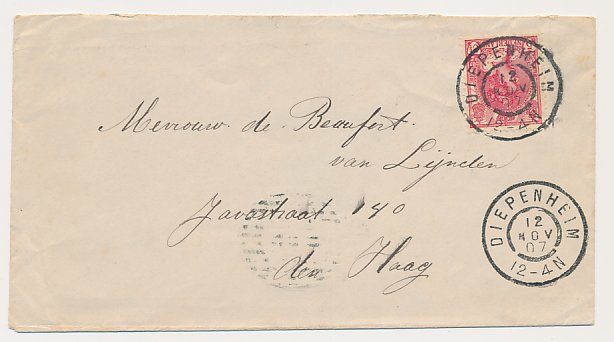 DIEPENHEIM
12
NOV
12-4N
Mevrouw. de. Beaufort.
van Lijnden
Javastraat 140
den Haag
DIEPENHEIM
12
NOV
07
12-4N